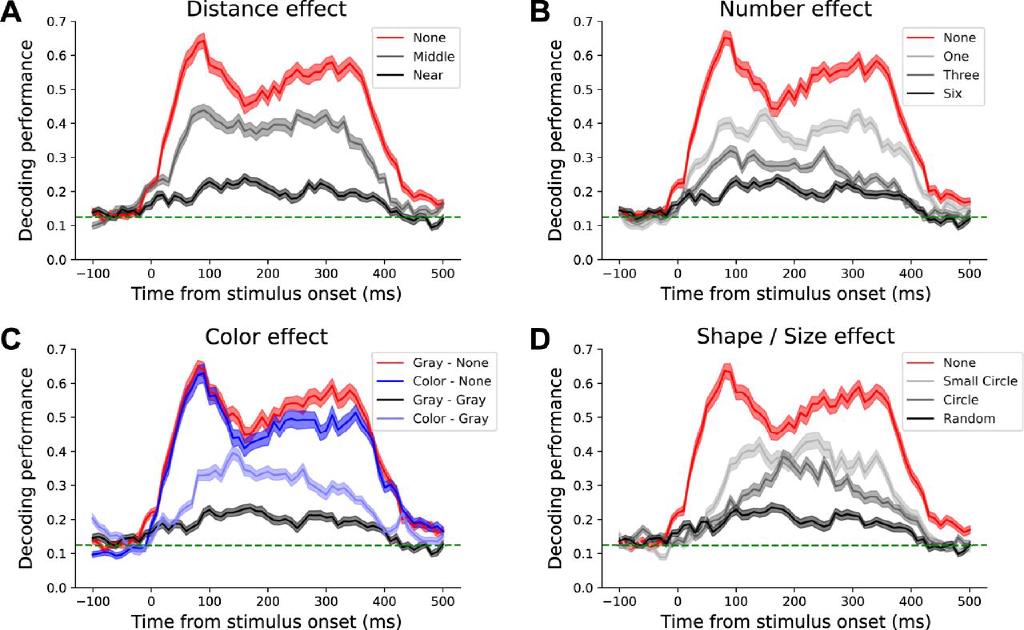 A
Distance effect
Decoding performance
0.7
0.6
0.5
0.4
0.3
0.2
0.1
0.0
None
Middle
Near
−100 0 100 200 300 400 500
Time from stimulus onset (ms)
B
Number effect
Decoding performance
0.7
0.6
0.5
0.4
0.3
0.2
0.1
0.0
None
One
Three
Six
−100 0 100 200 300 400 500
Time from stimulus onset (ms)
C
Color effect
Decoding performance
0.7
0.6
0.5
0.4
0.3
0.2
0.1
0.0
Gray - None
Color - None
Gray - Gray
Color - Gray
−100 0 100 200 300 400 500
Time from stimulus onset (ms)
D
Shape / Size effect
Decoding performance
0.7
0.6
0.5
0.4
0.3
0.2
0.1
0.0
None
Small Circle
Circle
Random
−100 0 100 200 300 400 500
Time from stimulus onset (ms)